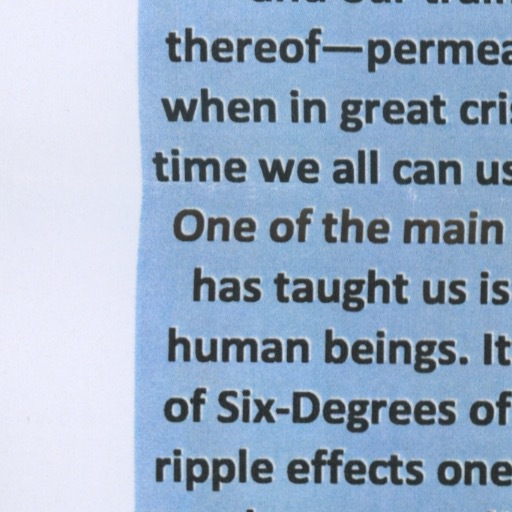 thereof—permea
when in great cris
time we all can us
One of the main
has taught us is
human beings. It
of Six-Degrees of
ripple effects one